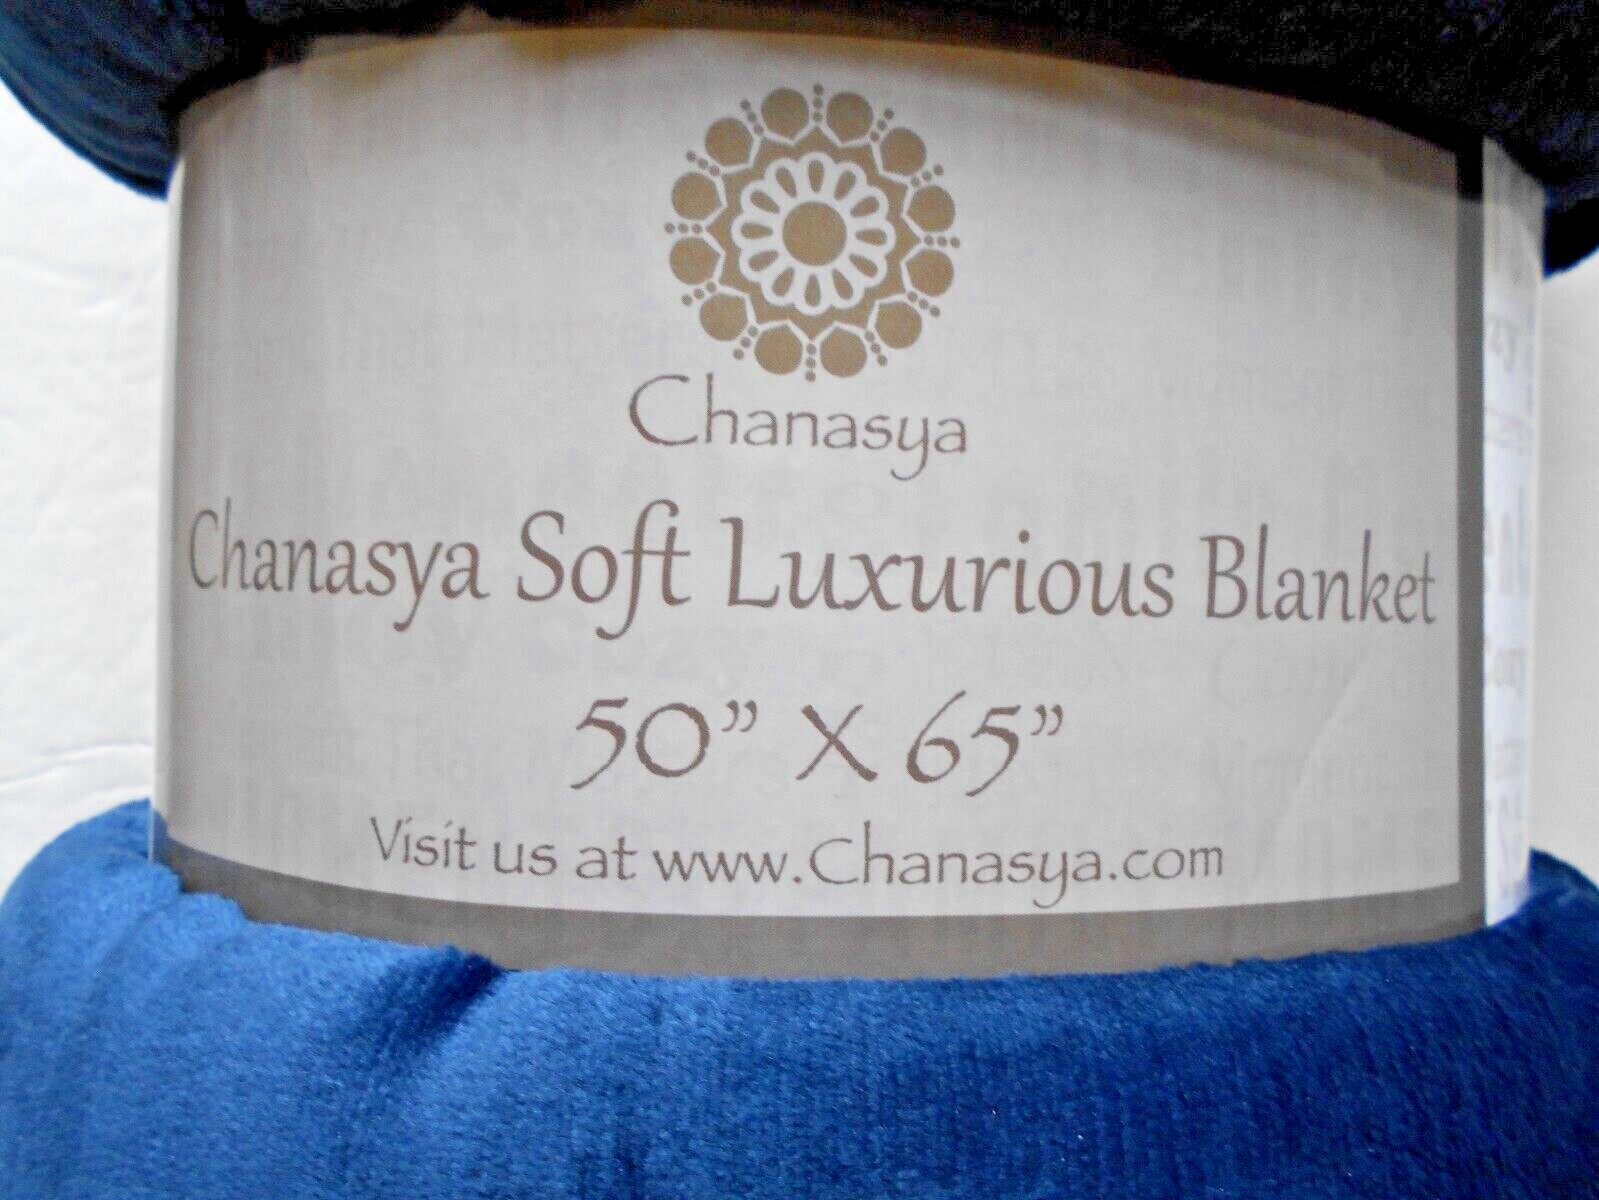 Chanasya
Chanasya Soft Luxurious Blanket
50” X 65”
Visit us at www.Chanasya.com